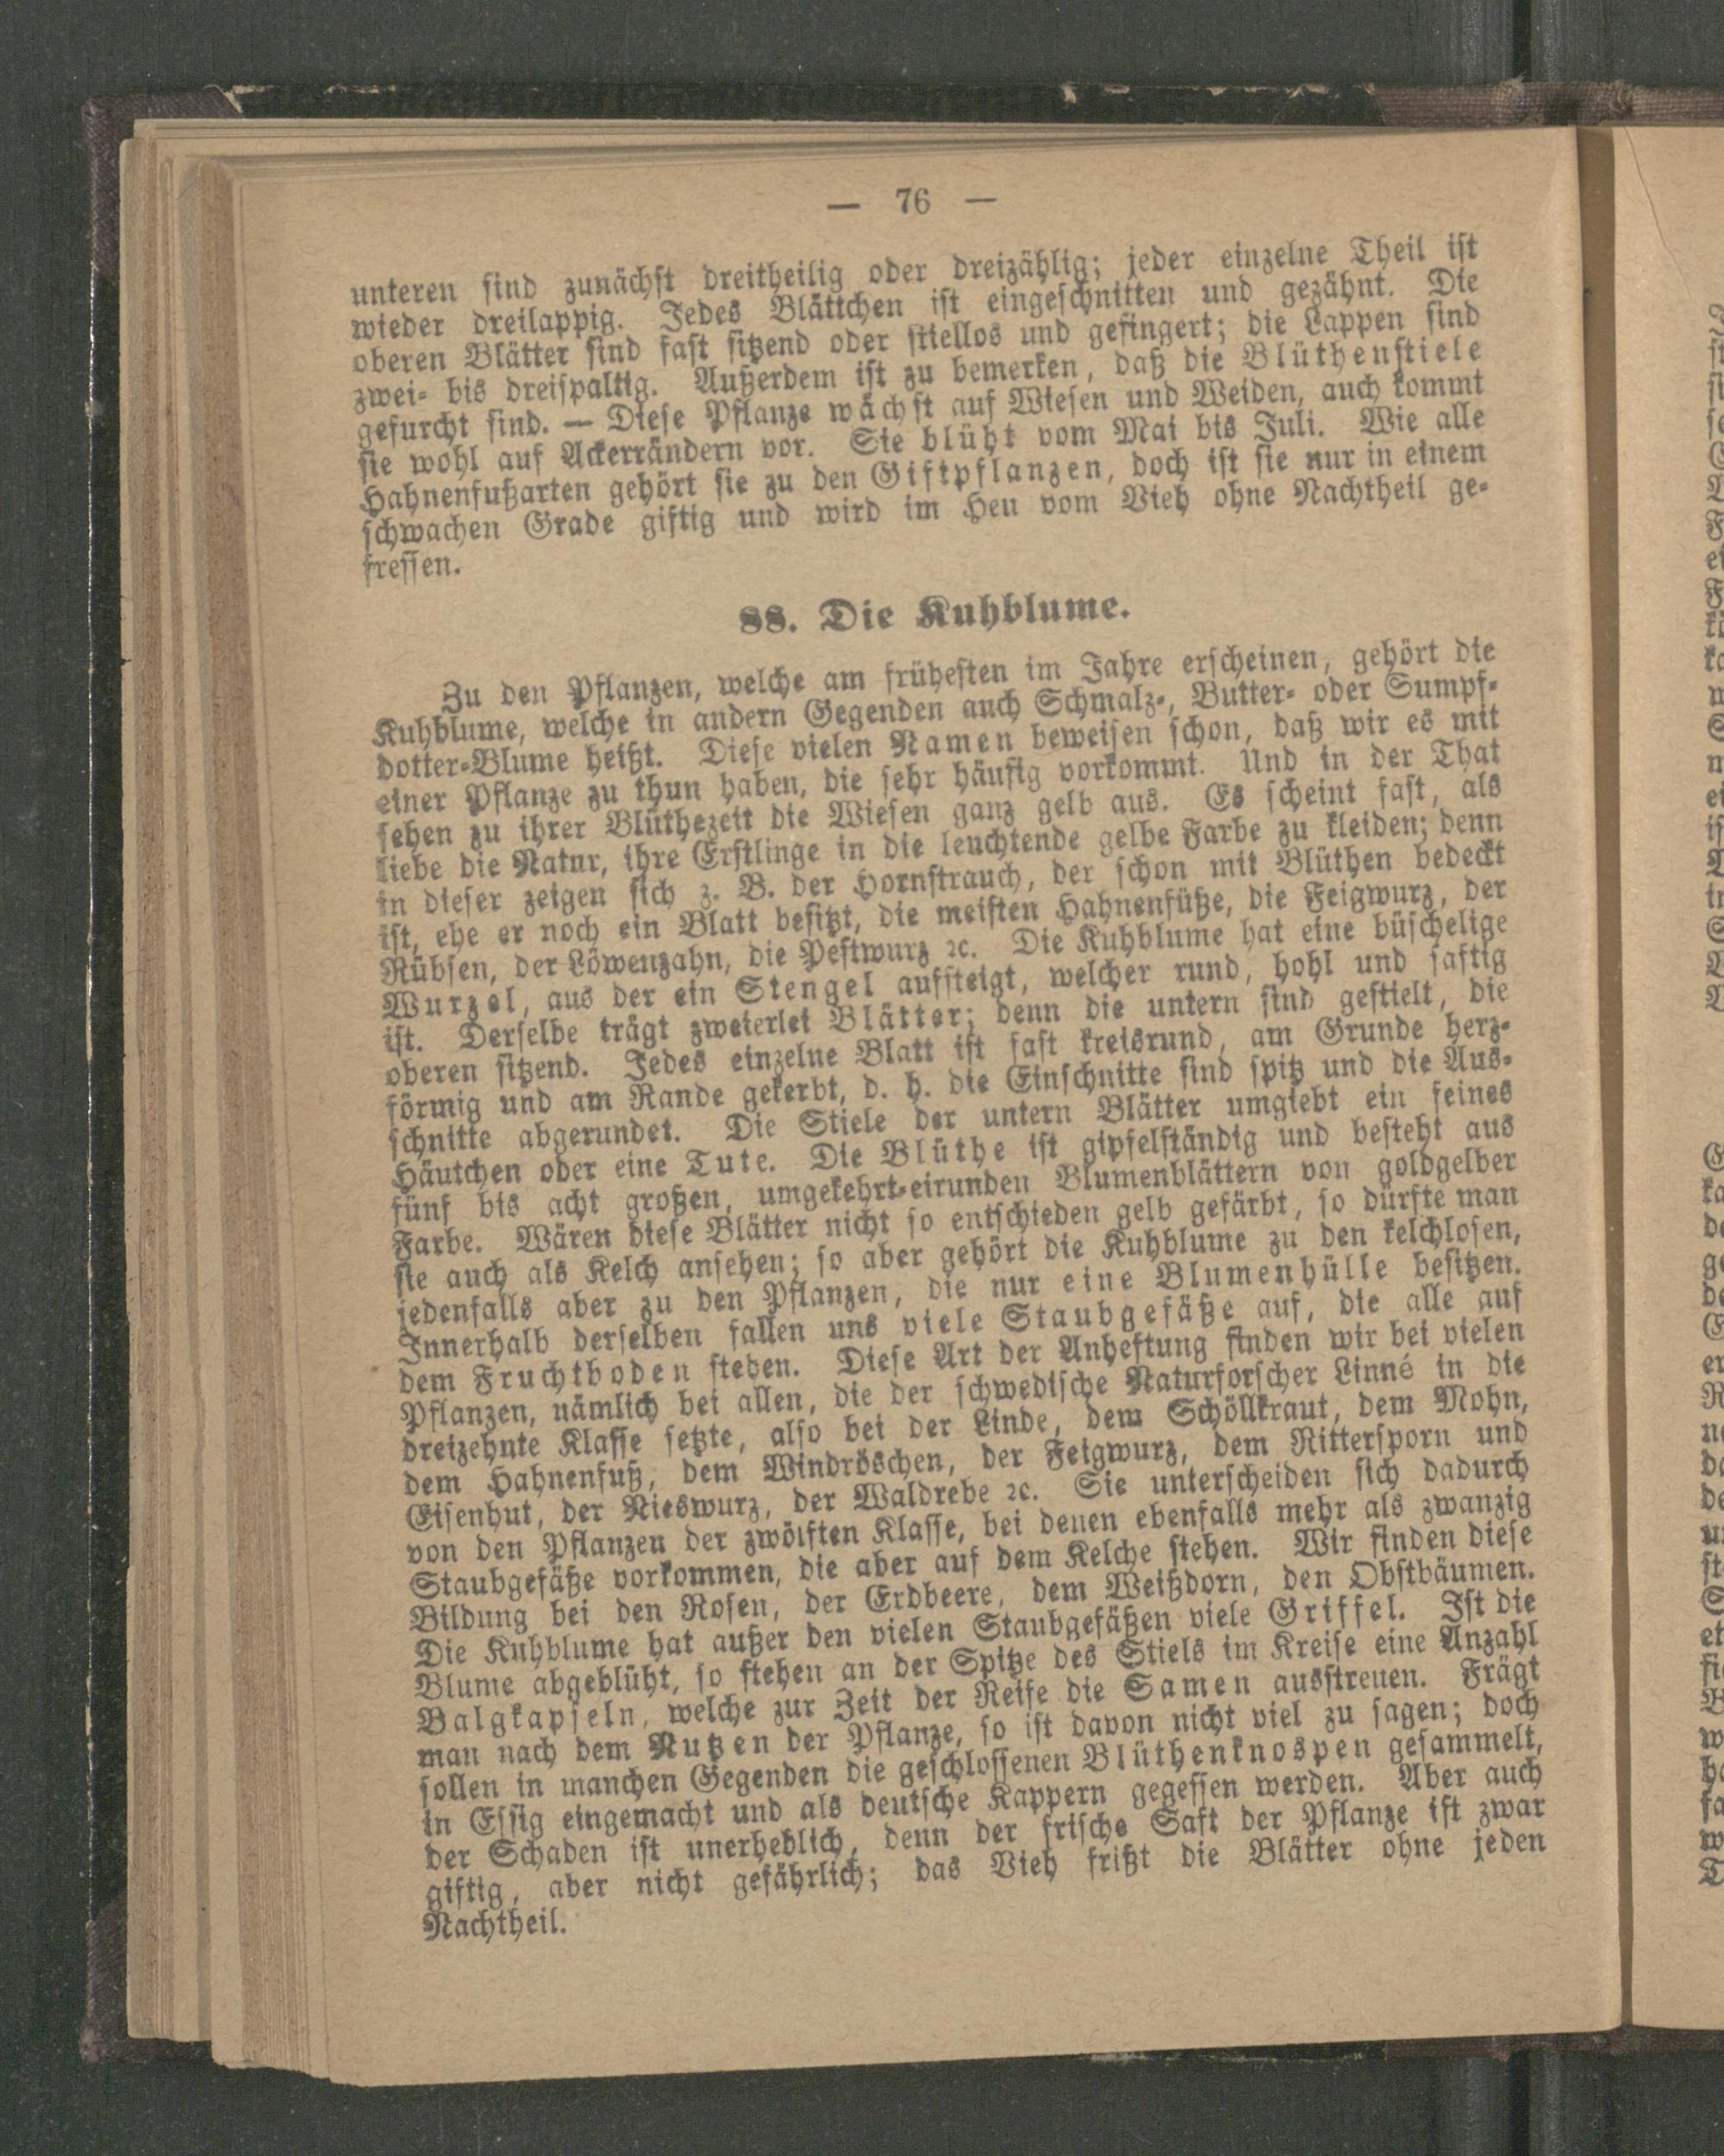 — 76 —
unteren sind zunächst dreitheilig oder dreizählig; jeder einzelne Theil ist
wieder dreilappig. Jedes Blättchen ist eingeschnitten und gezähnt. Die
oberen Blätter sind fast sitzend oder stiellos und gefingert; die Lappen sind
zwei- bis dreispaltig. Außerdem ist zu bemerken, daß die Blüthenstiele
gefurcht sind. — Diese Pflanze wächst auf Wiesen und Weiden, auch kommt
sie wohl auf Ackerrändern vor. Sie blüht vom Mai bis Juli. Wie alle
Hahnenfußarten gehört sie zu den Giftpflanzen, doch ist sie nur in einem
schwachen Grade giftig und wird im Heu vom Vieh ohne Nachtheil ge-
fressen.
88. Die Kuhblume.
Zu den Pflanzen, welche am frühesten im Jahre erscheinen, gehört die
Kuhblume, welche in andern Gegenden auch Schmalz-, Butter- oder Sumpf-
dotter-Blume heißt. Diese vielen Namen beweisen schon, daß wir es mit
einer Pflanze zu thun haben, die sehr häufig vorkommt. Und in der That
sehen zu ihrer Blüthezeit die Wiesen ganz gelb aus. Es scheint fast, als
liebe die Natur, ihre Erstlinge in die leuchtende gelbe Farbe zu kleiden; denn
in dieser zeigen sich z. B. der Hornstrauch, der schon mit Blüthen bedeckt
ist, ehe er noch ein Blatt besitzt, die meisten Hahnenfüße, die Feigwurz, der
Rübsen, der Löwenzahn, die Pestwurz ꝛc. Die Kuhblume hat eine büschelige
Wurzel, aus der ein Stengel aufsteigt, welcher rund, hohl und saftig
ist. Derselbe trägt zweierlei Blätter; denn die untern sind gestielt, die
oberen sitzend. Jedes einzelne Blatt ist fast kreisrund, am Grunde herz-
förmig und am Rande gekerbt, d. h. die Einschnitte sind spitz und die Aus-
schnitte abgerundet. Die Stiele der untern Blätter umgiebt ein feines
Häutchen oder eine Tute. Die Blüthe ist gipfelständig und besteht aus
fünf bis acht großen, umgekehrt-eirunden Blumenblättern von goldgelber
Farbe. Wären diese Blätter nicht so entschieden gelb gefärbt, so dürfte man
sie auch als Kelch ansehen; so aber gehört die Kuhblume zu den kelchlosen,
jedenfalls aber zu den Pflanzen, die nur eine Blumenhülle besitzen.
Innerhalb derselben fallen uns viele Staubgefäße auf, die alle auf
dem Fruchtboden stehen. Diese Art der Anheftung finden wir bei vielen
Pflanzen, nämlich bei allen, die der schwedische Naturforscher Linné in die
dreizehnte Klasse setzte, also bei der Linde, dem Schöllkraut, dem Mohn,
dem Hahnenfuß, dem Windröschen, der Feigwurz, dem Rittersporn und
Eisenhut, der Nieswurz, der Waldrebe ꝛc. Sie unterscheiden sich dadurch
von den Pflanzen der zwölften Klasse, bei denen ebenfalls mehr als zwanzig
Staubgefäße vorkommen, die aber auf dem Kelche stehen. Wir finden diese
Bildung bei den Rosen, der Erdbeere, dem Weißdorn, den Obstbäumen.
Die Kuhblume hat außer den vielen Staubgefäßen viele Griffel. Ist die
Blume abgeblüht, so stehen an der Spitze des Stiels im Kreise eine Anzahl
Balgkapseln, welche zur Zeit der Reife die Samen ausstreuen. Frägt
man nach dem Nutzen der Pflanze, so ist davon nicht viel zu sagen; doch
sollen in manchen Gegenden die geschlossenen Blüthenknospen gesammelt,
in Essig eingemacht und als deutsche Kappern gegessen werden. Aber auch
der Schaden ist unerheblich, denn der frische Saft der Pflanze ist zwar
giftig, aber nicht gefährlich; das Vieh frißt die Blätter ohne jeden
Nachtheil.